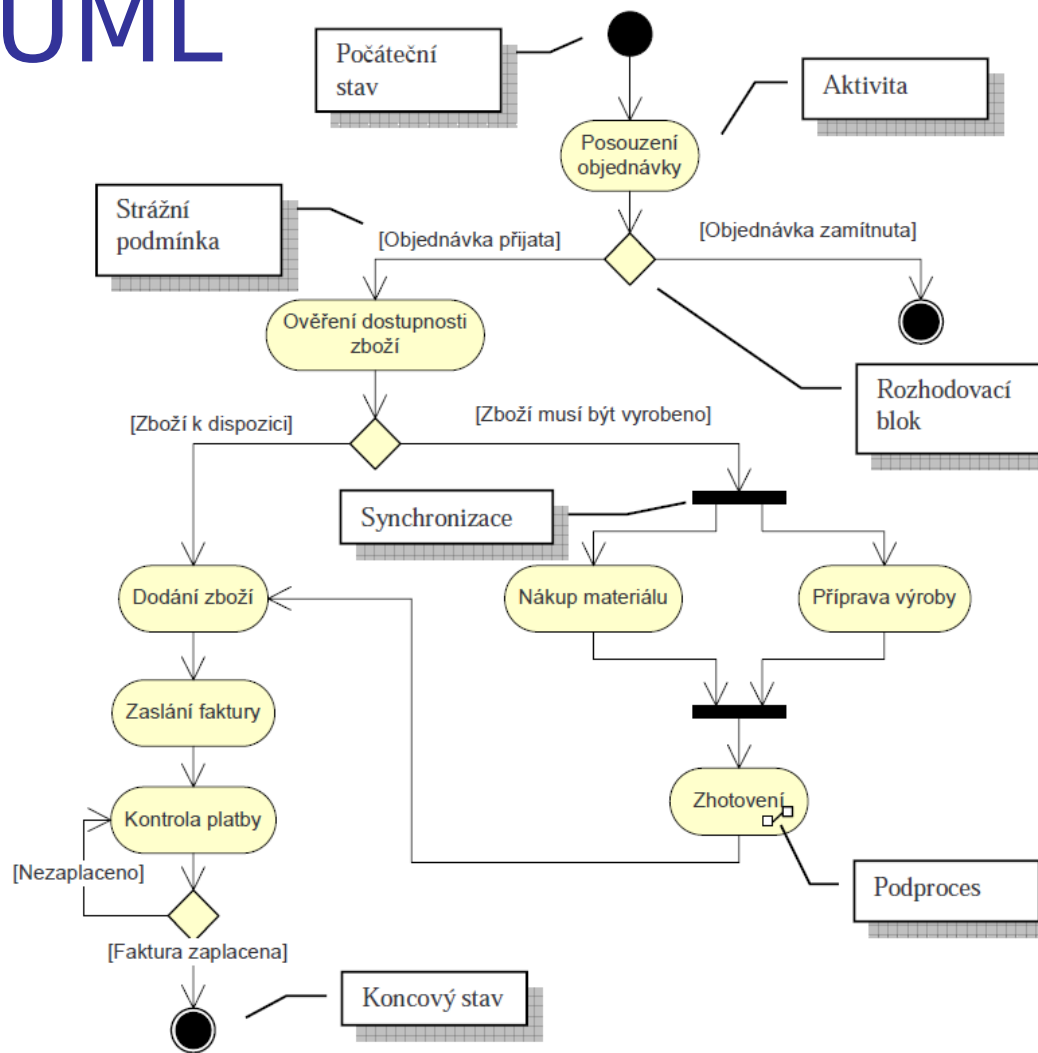 UML
Počáteční
stav
Aktivita
Posouzení
objednávky
Strážní
podmínka
[Objednávka přijata]
[Objednávka zamítnuta]
Ověření dostupnosti
zboží
Rozhodovací
blok
[Zboží k dispozici]
[Zboží musí být vyrobeno]
Synchronizace
Dodání zboží
Nákup materiálu
Příprava výroby
Zaslání faktury
Zhotovení
Kontrola platby
[Nezaplaceno]
Podproces
[Faktura zaplacena]
Koncový stav